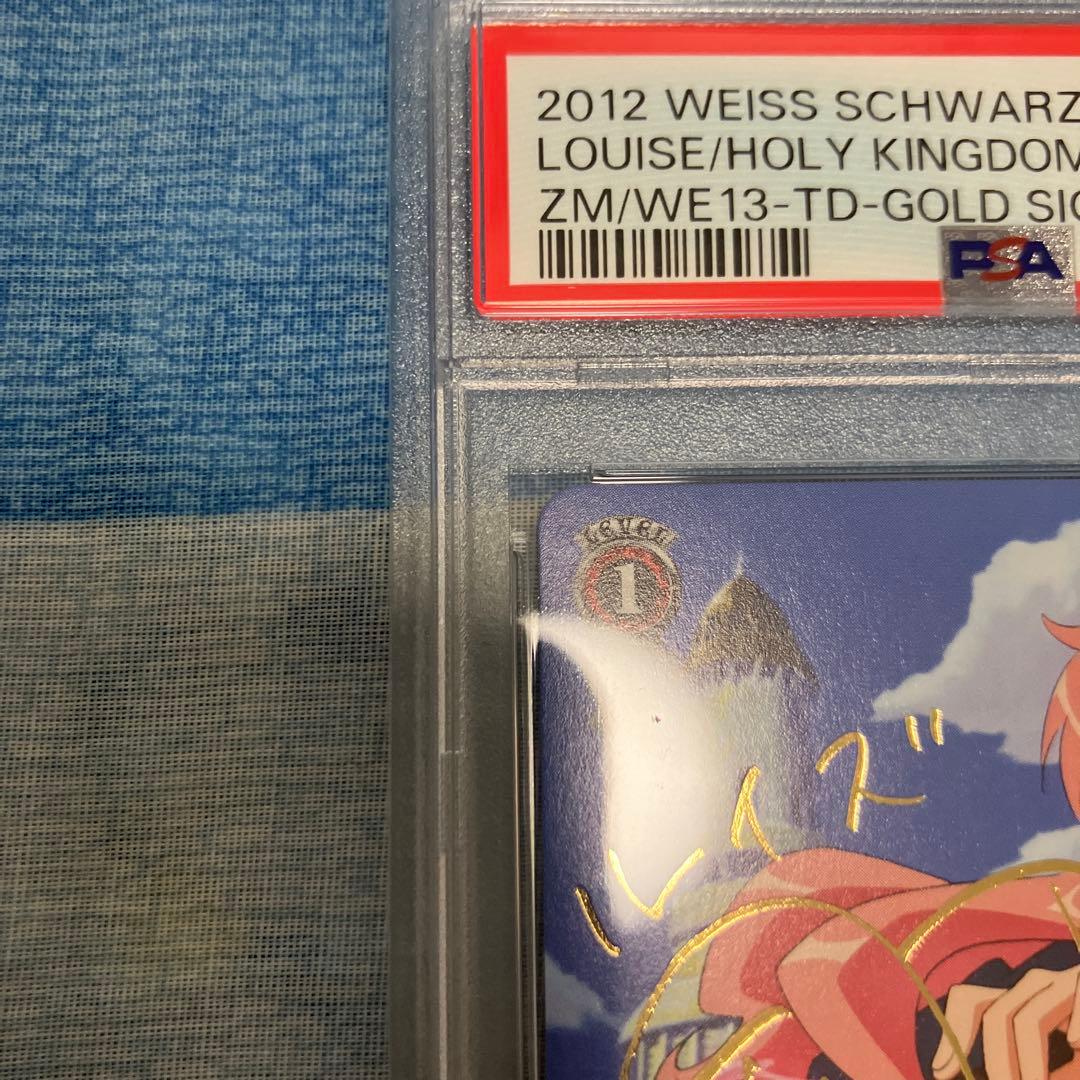 2012 WEISS SCHWARZ
LOUISE/HOLY KINGDOM
ZM/WE13-TD-GOLD SIG
PSA
LEVEL
1
ルイズ